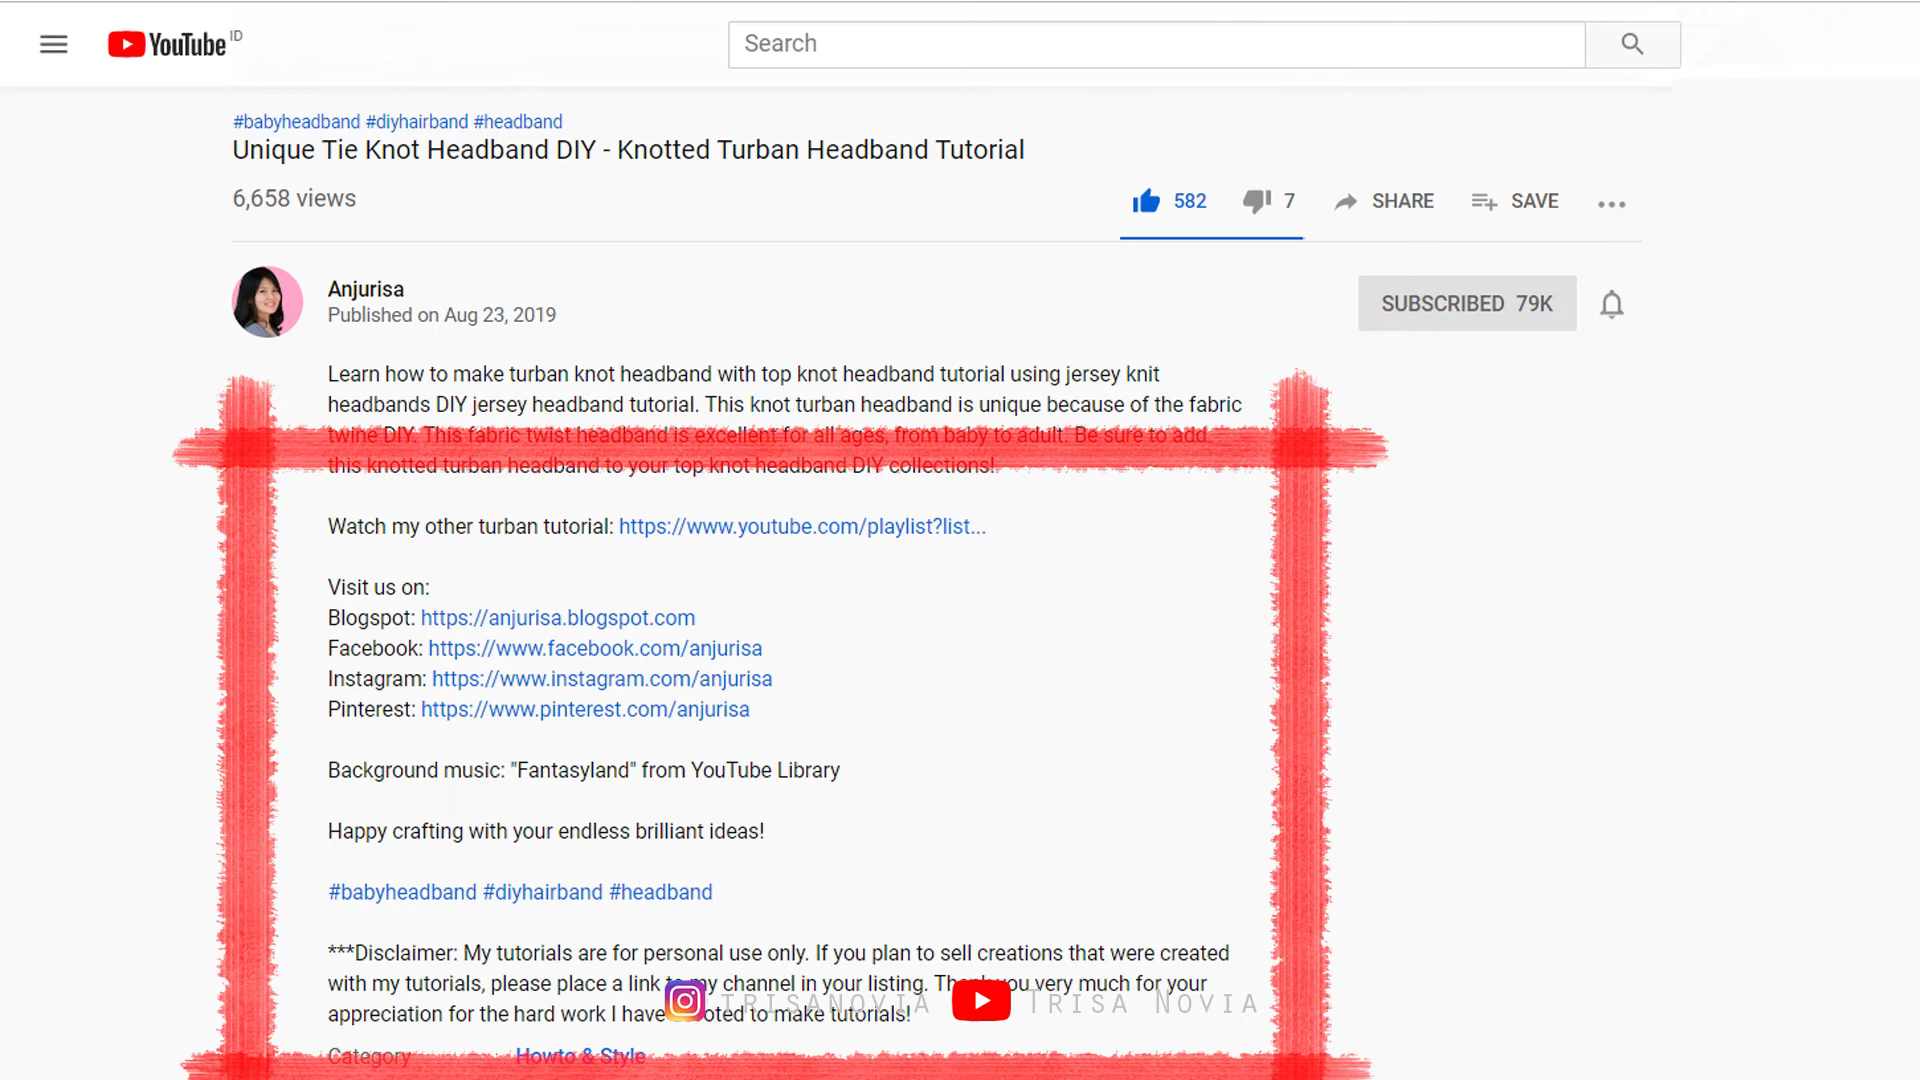 YouTube ID
Search
#babyheadband #diyhairband #headband
Unique Tie Knot Headband DIY - Knotted Turban Headband Tutorial
6,658 views
582 7 SHARE SAVE
Anjurisa
Published on Aug 23, 2019
SUBSCRIBED 79K
Learn how to make turban knot headband with top knot headband tutorial using jersey knit
headbands DIY jersey headband tutorial. This knot turban headband is unique because of the fabric
twine DIY. This fabric twist headband is excellent for all ages, from baby to adult. Be sure to add
this knotted turban headband to your top knot headband DIY collections!
Watch my other turban tutorial: https://www.youtube.com/playlist?list...
Visit us on:
Blogspot: https://anjurisa.blogspot.com
Facebook: https://www.facebook.com/anjurisa
Instagram: https://www.instagram.com/anjurisa
Pinterest: https://www.pinterest.com/anjurisa
Background music: "Fantasyland" from YouTube Library
Happy crafting with your endless brilliant ideas!
#babyheadband #diyhairband #headband
***Disclaimer: My tutorials are for personal use only. If you plan to sell creations that were created
with my tutorials, please place a link to my channel in your listing. Thank you very much for your
appreciation for the hard work I have to make tutorials!
trisanovia Trisa Novia
Category Howto & Style